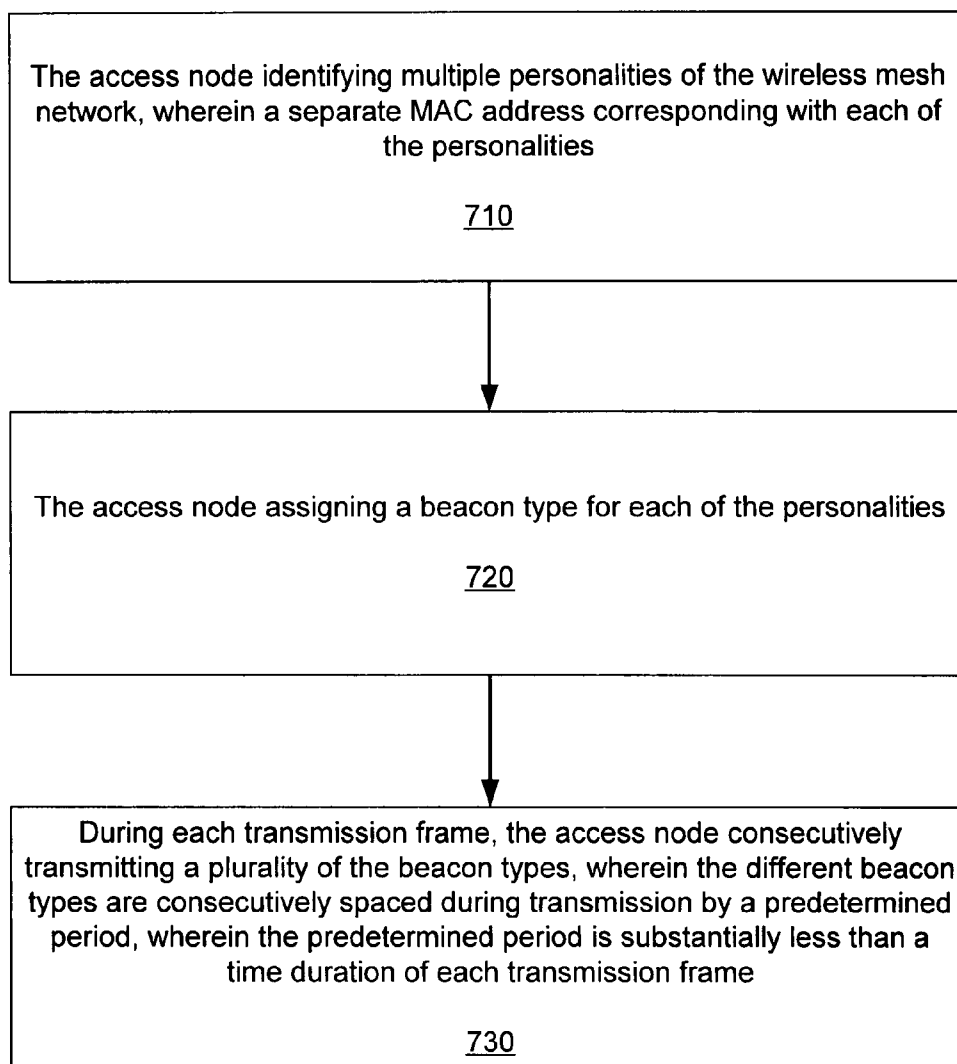 The access node identifying multiple personalities of the wireless mesh
network, wherein a separate MAC address corresponding with each of
the personalities
710
The access node assigning a beacon type for each of the personalities
720
During each transmission frame, the access node consecutively
transmitting a plurality of the beacon types, wherein the different beacon
types are consecutively spaced during transmission by a predetermined
period, wherein the predetermined period is substantially less than a
time duration of each transmission frame
730